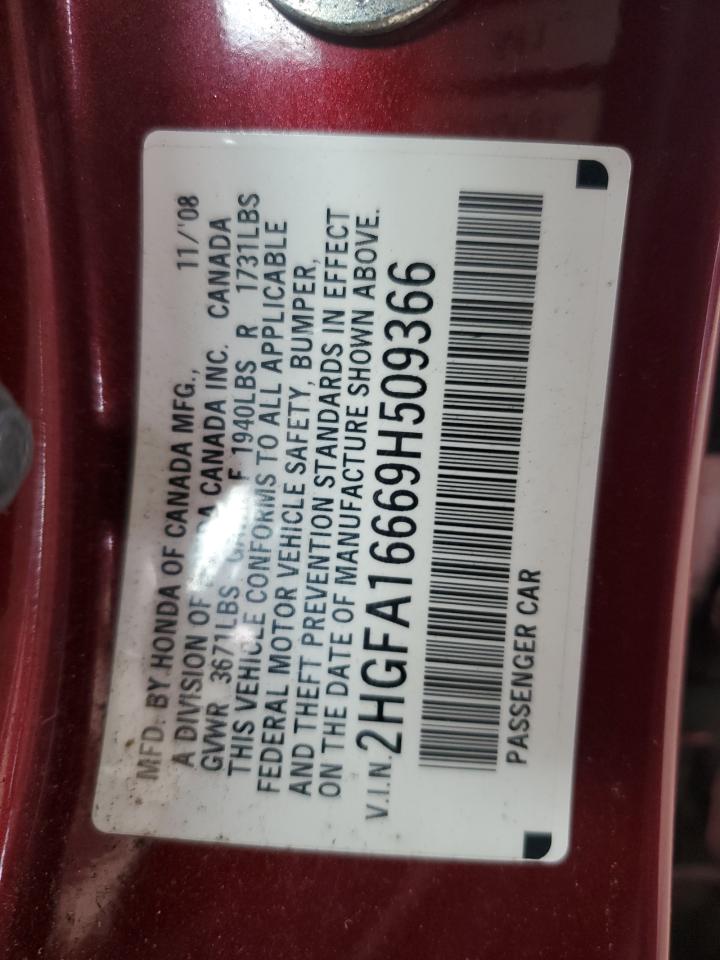 MFD. BY HONDA OF CANADA MFG., 11/'08
A DIVISION OF CANADA INC. CANADA
GVWR 3671LBS 1940LBS R 1731LBS
THIS VEHICLE CONFORMS TO ALL APPLICABLE
FEDERAL MOTOR VEHICLE SAFETY, BUMPER,
AND THEFT PREVENTION STANDARDS IN EFFECT
ON THE DATE OF MANUFACTURE SHOWN ABOVE.
V.I.N. 2HGFA16669H509366
PASSENGER CAR